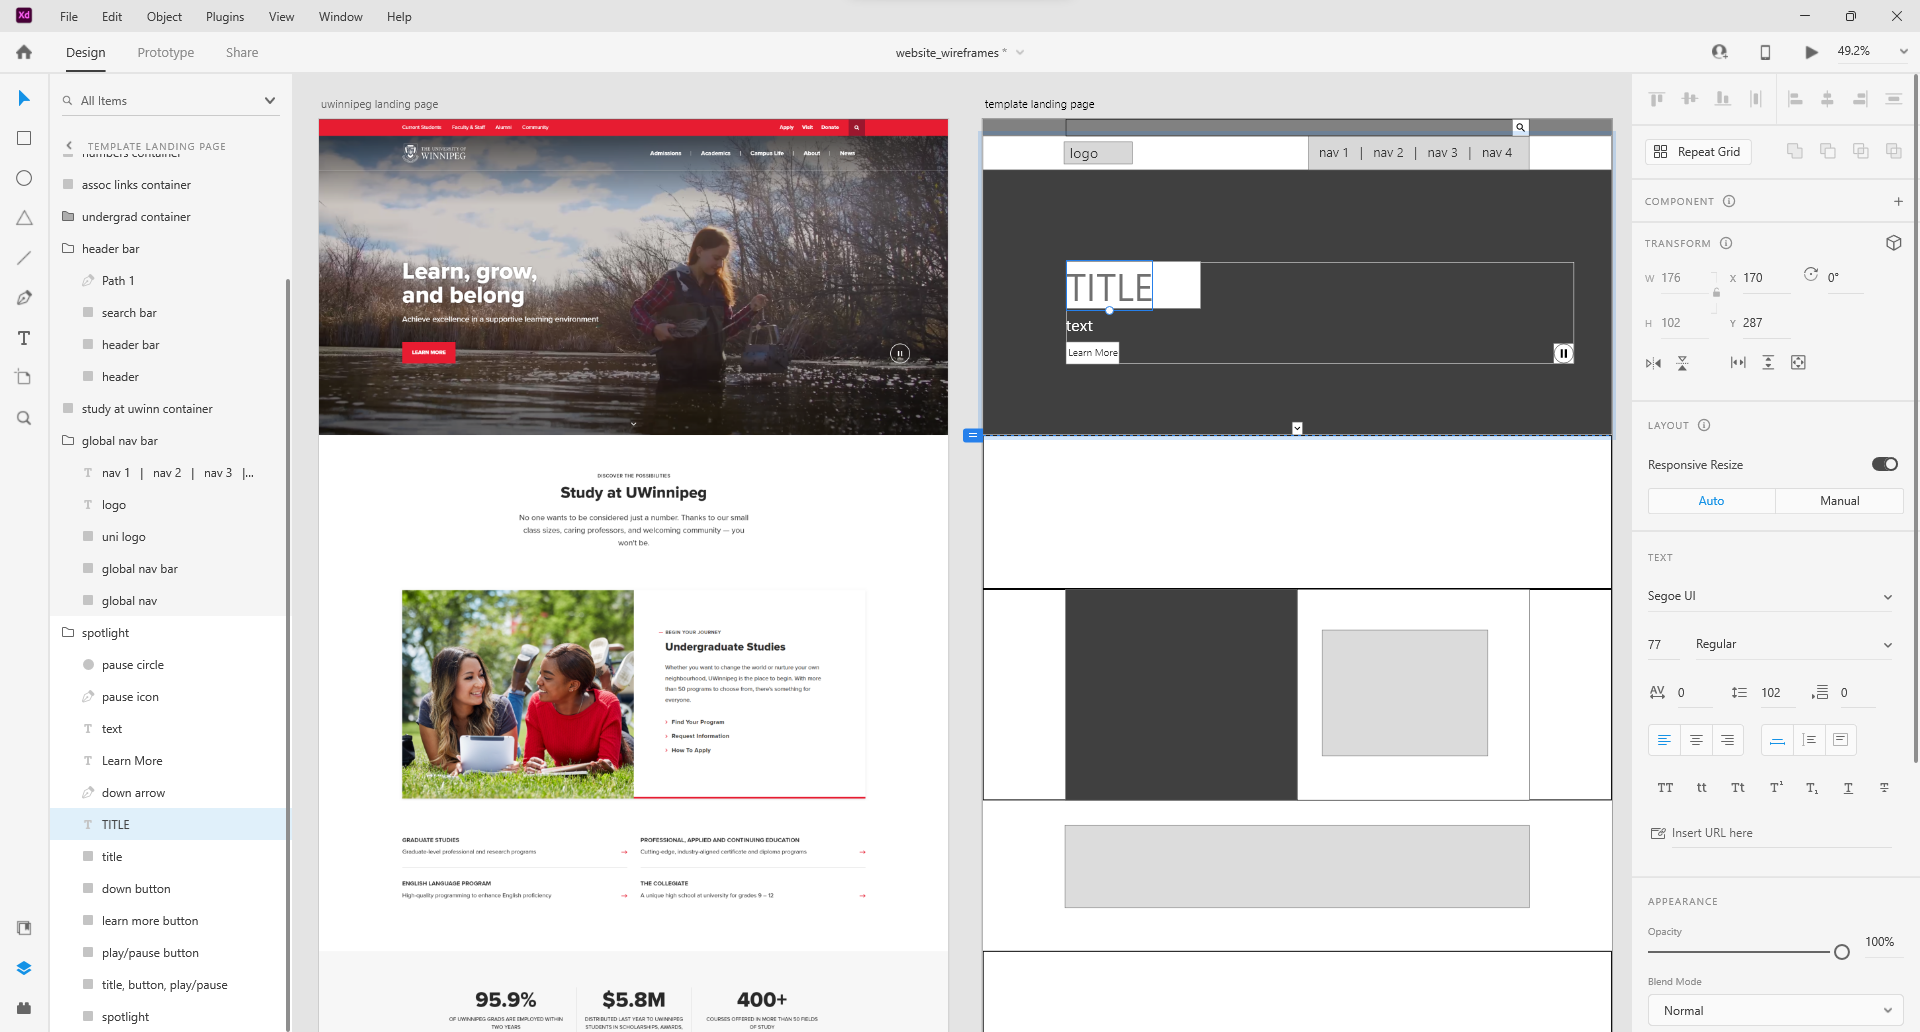 Xd File Edit Object Plugins View Window Help
Design Prototype Share
website_wireframes *
49.2%
All Items
TEMPLATE LANDING PAGE
numbers container
assoc links container
undergrad container
header bar
Path 1
search bar
header bar
header
study at uwinn container
global nav bar
nav 1 | nav 2 | nav 3 |...
logo
uni logo
global nav bar
global nav
spotlight
pause circle
pause icon
text
Learn More
down arrow
TITLE
title
down button
learn more button
play/pause button
title, button, play/pause
spotlight
uwinnipeg landing page
Current Students Faculty & Staff Alumni Community
Apply Visit Donate
THE UNIVERSITY OF
WINNIPEG
Admissions | Academics | Campus Life | About | News
Learn, grow,
and belong
Achieve excellence in a supportive learning environment
LEARN MORE
DISCOVER THE POSSIBILITIES
Study at UWinnipeg
No one wants to be considered just a number. Thanks to our small
class sizes, caring professors, and welcoming community — you
won't be.
— BEGIN YOUR JOURNEY
Undergraduate Studies
Whether you want to change the world or nurture your own
neighbourhood, UWinnipeg is the place to begin. With more
than 50 programs to choose from, there's something for
everyone.
› Find Your Program
› Request Information
› How To Apply
GRADUATE STUDIES
Graduate-level professional and research programs →
PROFESSIONAL, APPLIED AND CONTINUING EDUCATION
Cutting-edge, industry-aligned certificate and diploma programs →
ENGLISH LANGUAGE PROGRAM
High-quality programming to enhance English proficiency →
THE COLLEGIATE
A unique high school at university for grades 9 – 12 →
95.9%
OF UWINNIPEG GRADS ARE EMPLOYED WITHIN
TWO YEARS
$5.8M
DISTRIBUTED LAST YEAR TO UWINNIPEG
STUDENTS IN SCHOLARSHIPS, AWARDS,
400+
COURSES OFFERED IN MORE THAN 50 FIELDS
OF STUDY
template landing page
logo
nav 1 | nav 2 | nav 3 | nav 4
TITLE
text
Learn More
Repeat Grid
COMPONENT
TRANSFORM
W 176 X 170 0°
H 102 Y 287
LAYOUT
Responsive Resize
Auto Manual
TEXT
Segoe UI
77 Regular
AV 0 102 0
TT tt Tt T¹ T₁ T T
Insert URL here
APPEARANCE
Opacity
100%
Blend Mode
Normal